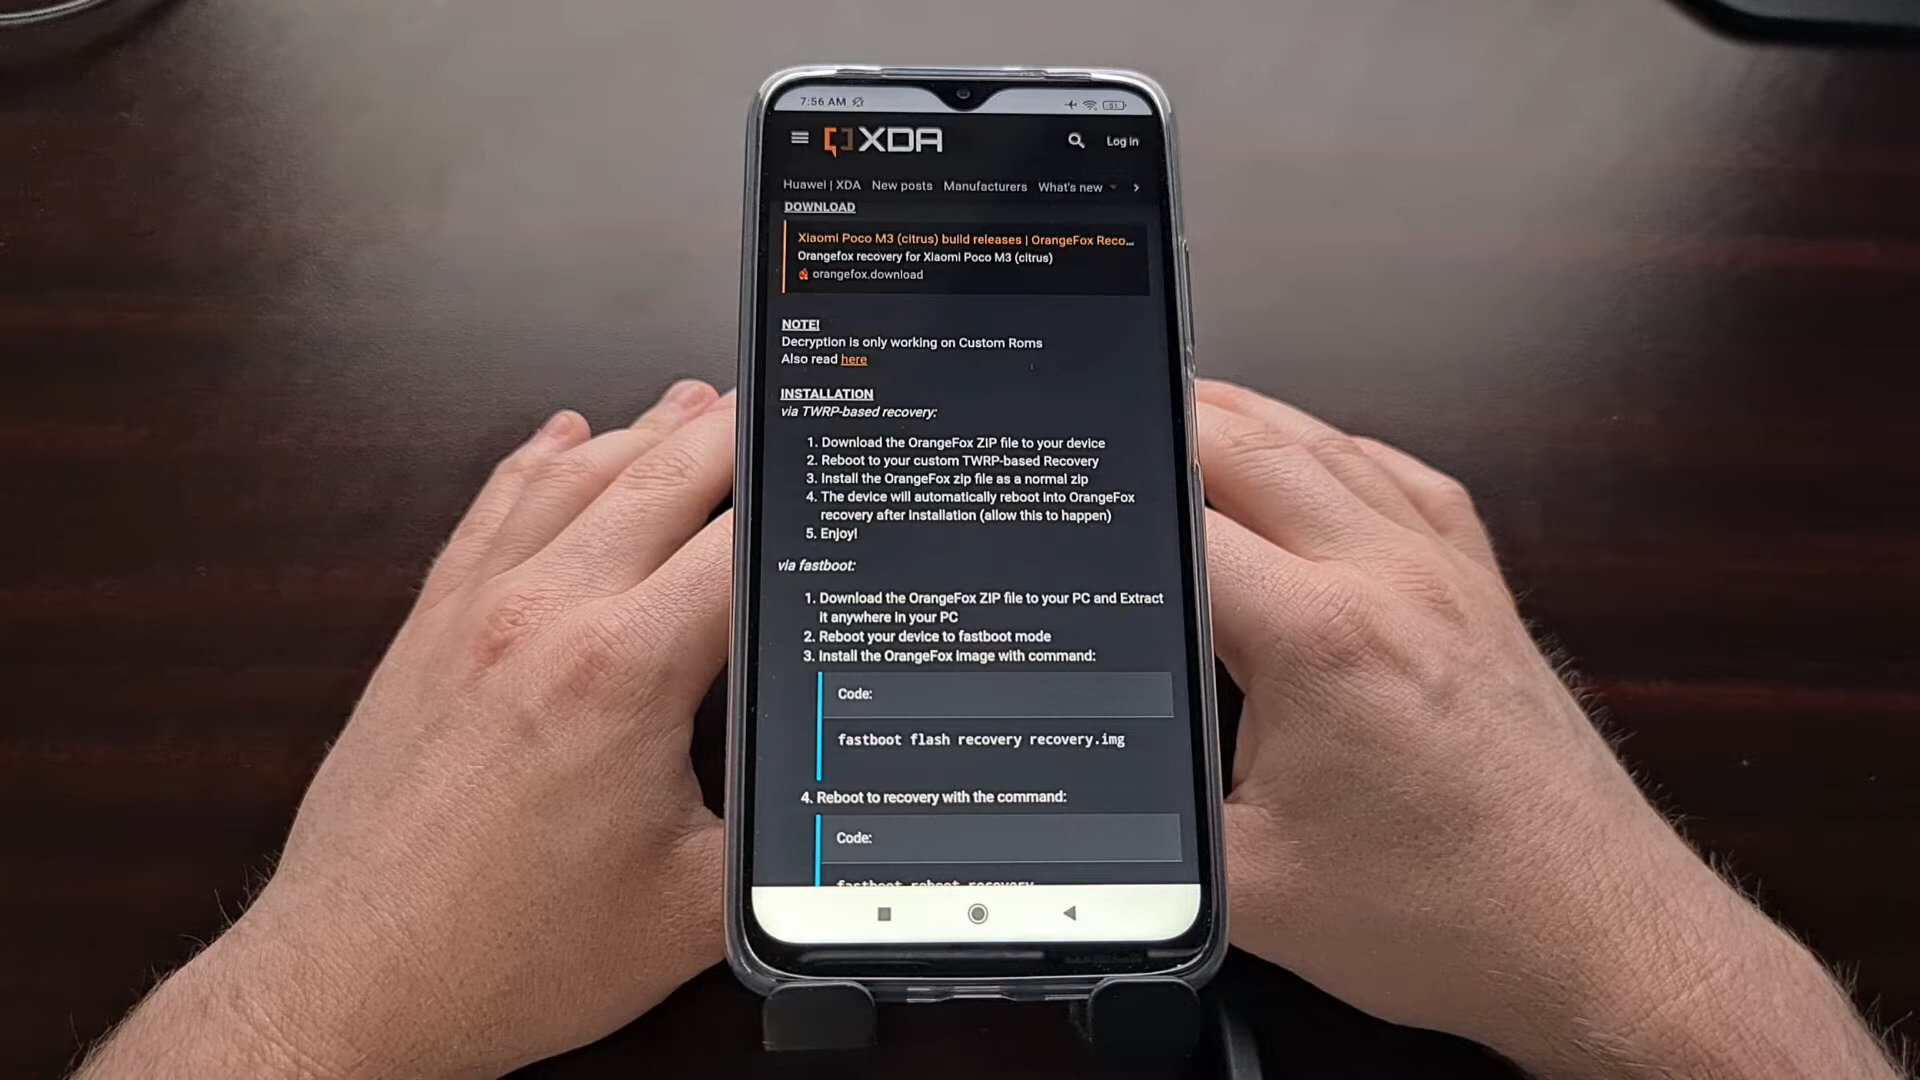 7:56 AM
51
XDA
Log in
Huawei | XDA New posts Manufacturers What's new
DOWNLOAD
Xiaomi Poco M3 (citrus) build releases | OrangeFox Reco...
Orangefox recovery for Xiaomi Poco M3 (citrus)
orangefox.download
NOTE!
Decryption is only working on Custom Roms
Also read here
INSTALLATION
via TWRP-based recovery:
1. Download the OrangeFox ZIP file to your device
2. Reboot to your custom TWRP-based Recovery
3. Install the OrangeFox zip file as a normal zip
4. The device will automatically reboot into OrangeFox
recovery after installation (allow this to happen)
5. Enjoy!
via fastboot:
1. Download the OrangeFox ZIP file to your PC and Extract
it anywhere in your PC
2. Reboot your device to fastboot mode
3. Install the OrangeFox image with command:
Code:
fastboot flash recovery recovery.img
4. Reboot to recovery with the command:
Code:
fastboot reboot recovery